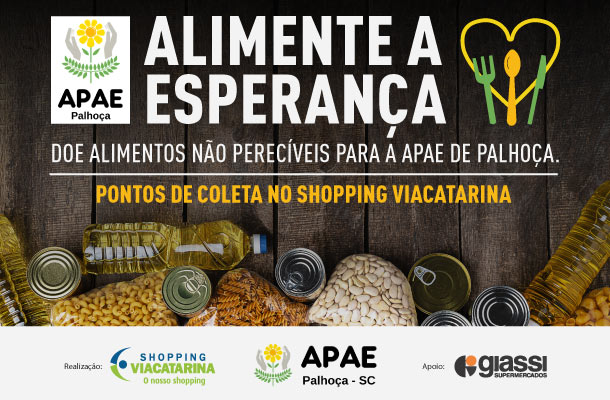 APAE
Palhoça
ALIMENTE A
ESPERANÇA
DOE ALIMENTOS NÃO PERECÍVEIS PARA A APAE DE PALHOÇA.
PONTOS DE COLETA NO SHOPPING VIACATARINA
Realização:
SHOPPING
VIACATARINA
O nosso shopping
APAE
Palhoça - SC
Apoio:
giassi
SUPERMERCADOS